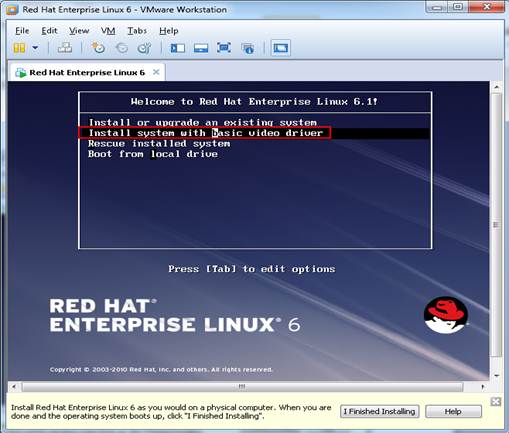 Red Hat Enterprise Linux 6 - VMware Workstation
File Edit View VM Tabs Help
Red Hat Enterprise Linux 6
Welcome to Red Hat Enterprise Linux 6.1!
Install or upgrade an existing system
Install system with basic video driver
Rescue installed system
Boot from local drive
Press [Tab] to edit options
RED HAT®
ENTERPRISE LINUX® 6
Copyright © 2003-2010 Red Hat, Inc. and others. All rights reserved.
Install Red Hat Enterprise Linux 6 as you would on a physical computer. When you are
done and the operating system boots up, click "I Finished Installing".
I Finished Installing Help